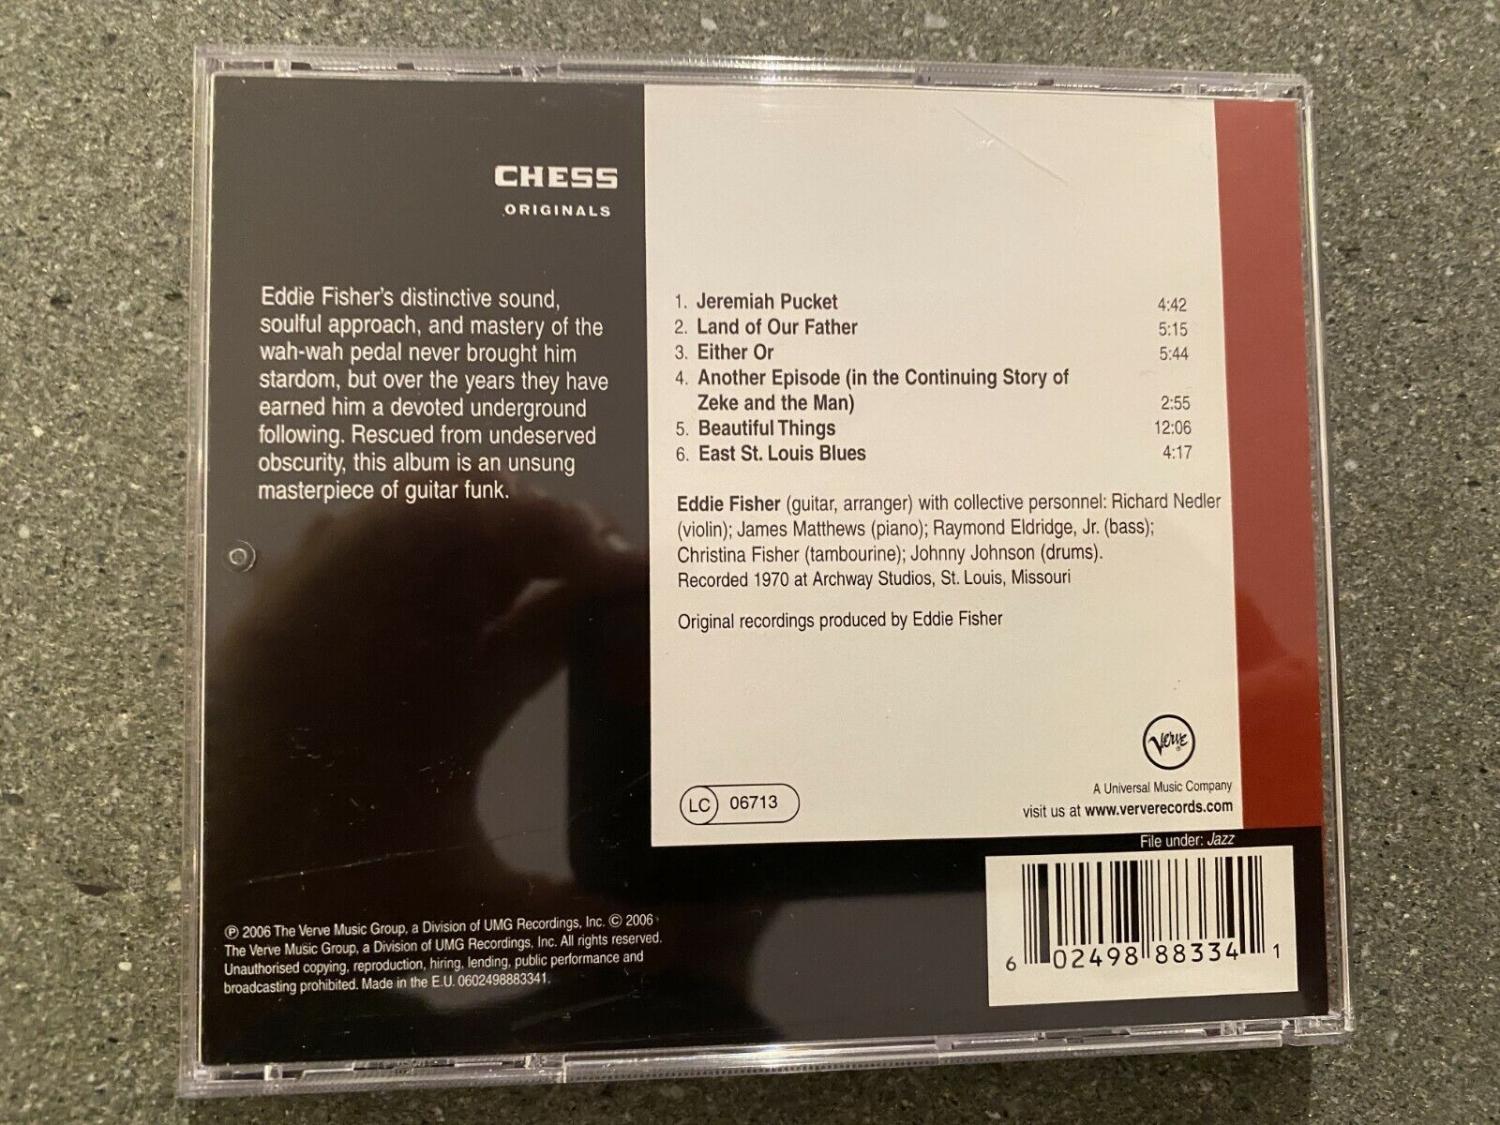 CHESS
ORIGINALS
Eddie Fisher's distinctive sound,
soulful approach, and mastery of the
wah-wah pedal never brought him
stardom, but over the years they have
earned him a devoted underground
following. Rescued from undeserved
obscurity, this album is an unsung
masterpiece of guitar funk.
1. Jeremiah Pucket 4:42
2. Land of Our Father 5:15
3. Either Or 5:44
4. Another Episode (in the Continuing Story of
Zeke and the Man) 2:55
5. Beautiful Things 12:06
6. East St. Louis Blues 4:17
Eddie Fisher (guitar, arranger) with collective personnel: Richard Nedler
(violin); James Matthews (piano); Raymond Eldridge, Jr. (bass);
Christina Fisher (tambourine); Johnny Johnson (drums).
Recorded 1970 at Archway Studios, St. Louis, Missouri
Original recordings produced by Eddie Fisher
Verve
A Universal Music Company
visit us at www.ververecords.com
LC 06713
File under: Jazz
6 02498 88334 1
℗ 2006 The Verve Music Group, a Division of UMG Recordings, Inc. © 2006
The Verve Music Group, a Division of UMG Recordings, Inc. All rights reserved.
Unauthorised copying, reproduction, hiring, lending, public performance and
broadcasting prohibited. Made in the E.U. 0602498883341.